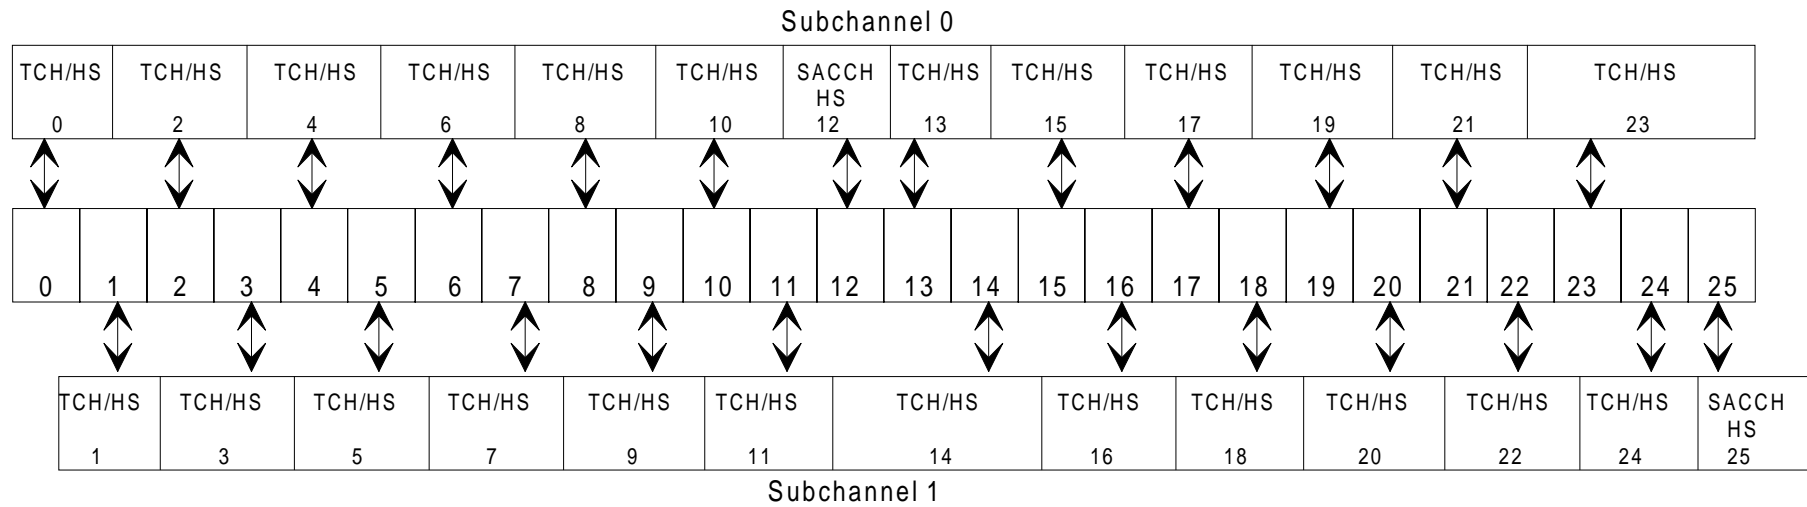 Subchannel 0
TCH/HS TCH/HS TCH/HS TCH/HS TCH/HS TCH/HS SACCH TCH/HS TCH/HS TCH/HS TCH/HS TCH/HS TCH/HS
HS
0 2 4 6 8 10 12 13 15 17 19 21 23
0 1 2 3 4 5 6 7 8 9 10 11 12 13 14 15 16 17 18 19 20 21 22 23 24 25
TCH/HS TCH/HS TCH/HS TCH/HS TCH/HS TCH/HS TCH/HS TCH/HS TCH/HS TCH/HS TCH/HS TCH/HS SACCH
HS
1 3 5 7 9 11 14 16 18 20 22 24 25
Subchannel 1